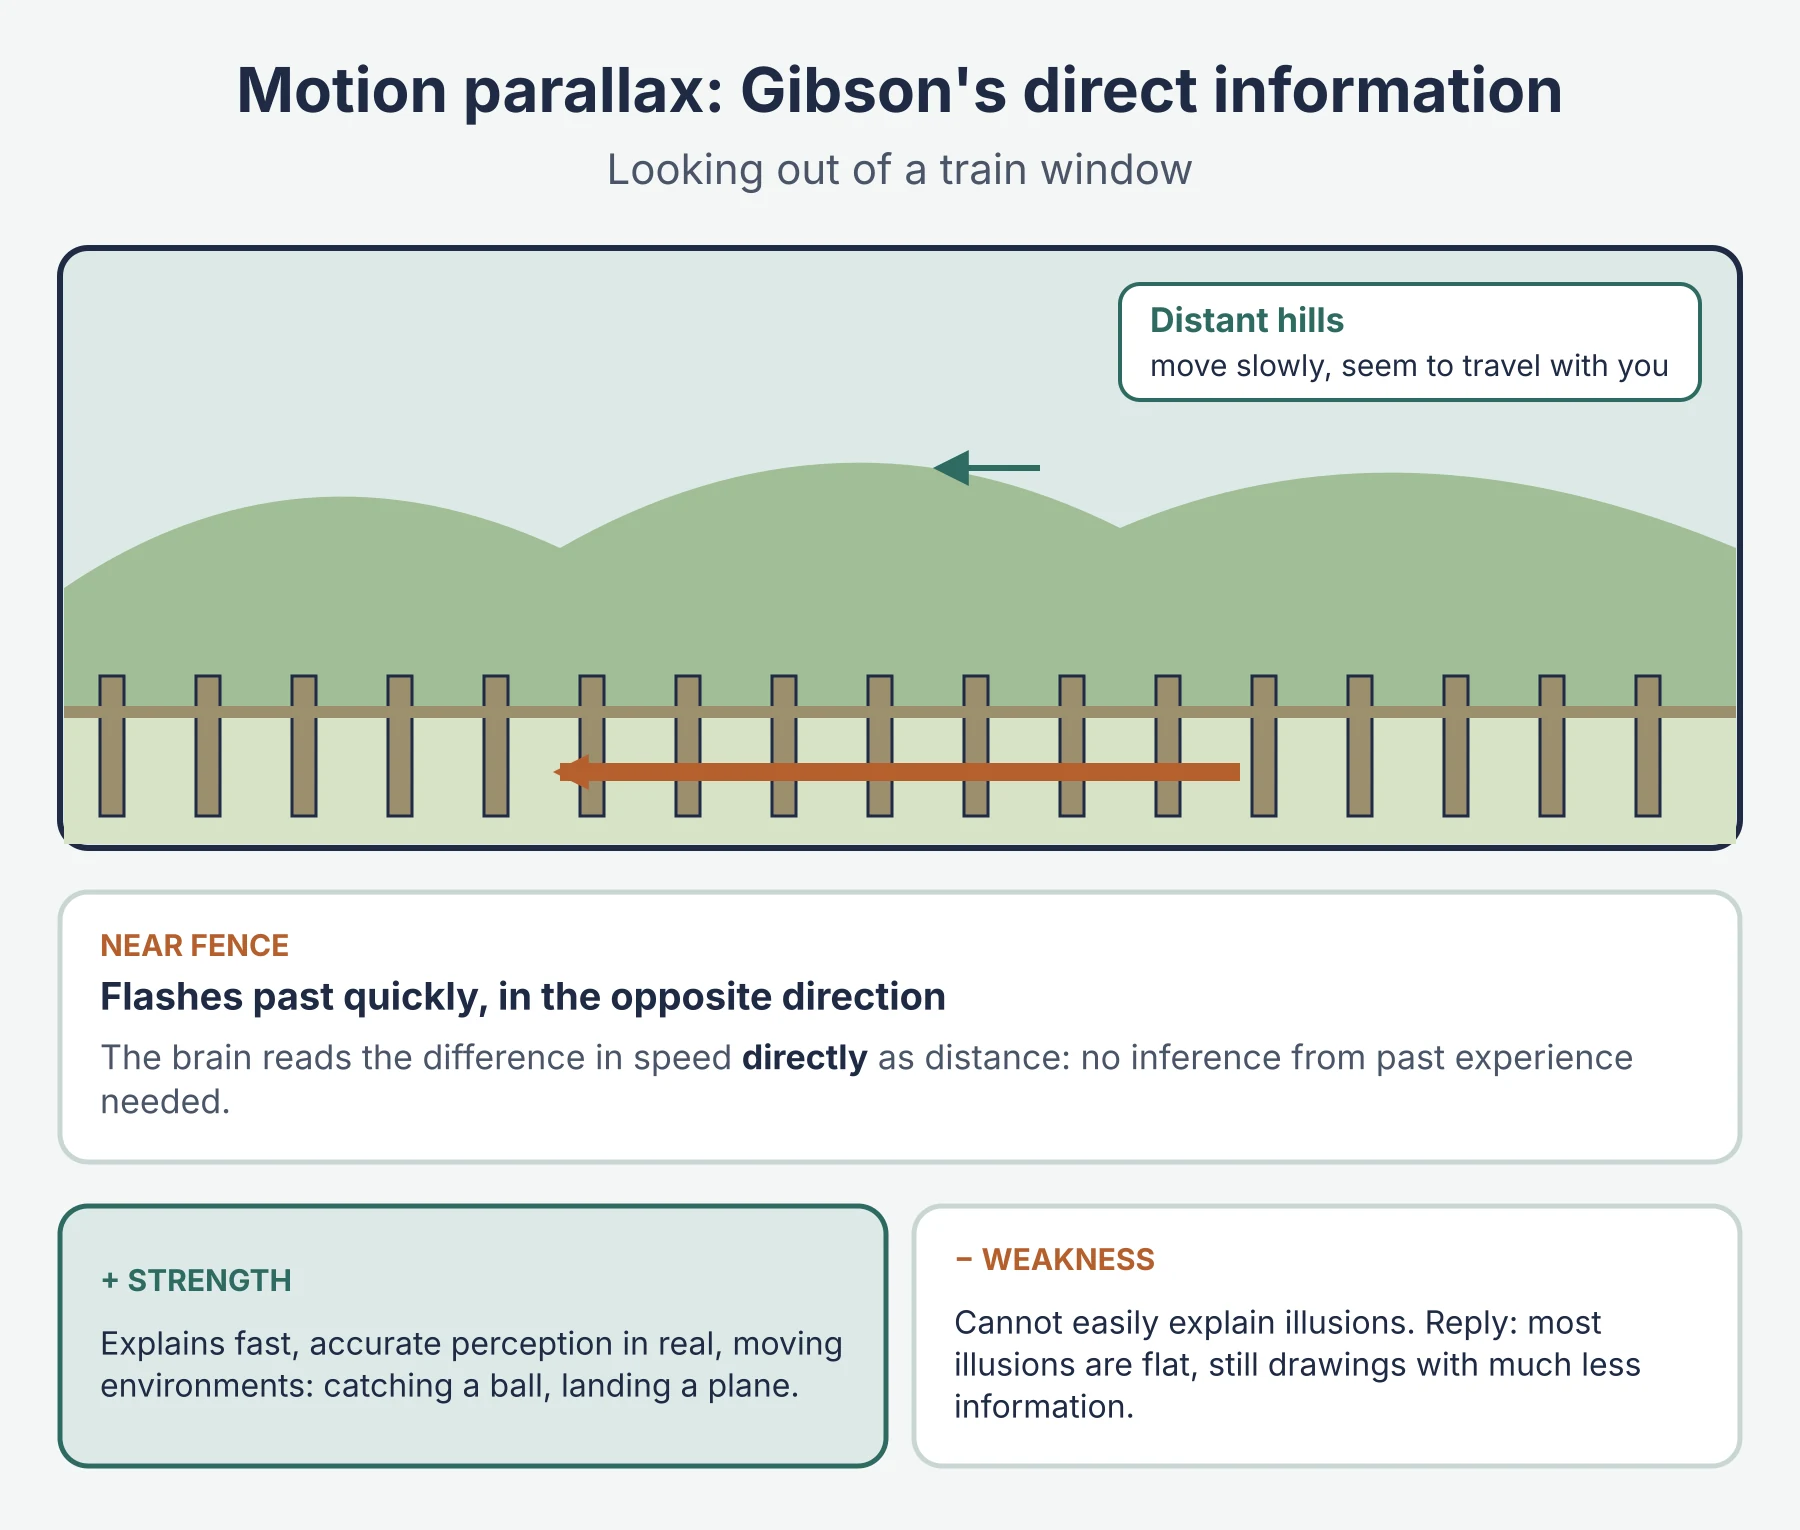 Motion parallax: Gibson's direct information
Looking out of a train window
Distant hills
move slowly, seem to travel with you
NEAR FENCE
Flashes past quickly, in the opposite direction
The brain reads the difference in speed directly as distance: no inference from past experience
needed.
+ STRENGTH
Explains fast, accurate perception in real, moving
environments: catching a ball, landing a plane.
− WEAKNESS
Cannot easily explain illusions. Reply: most
illusions are flat, still drawings with much less
information.